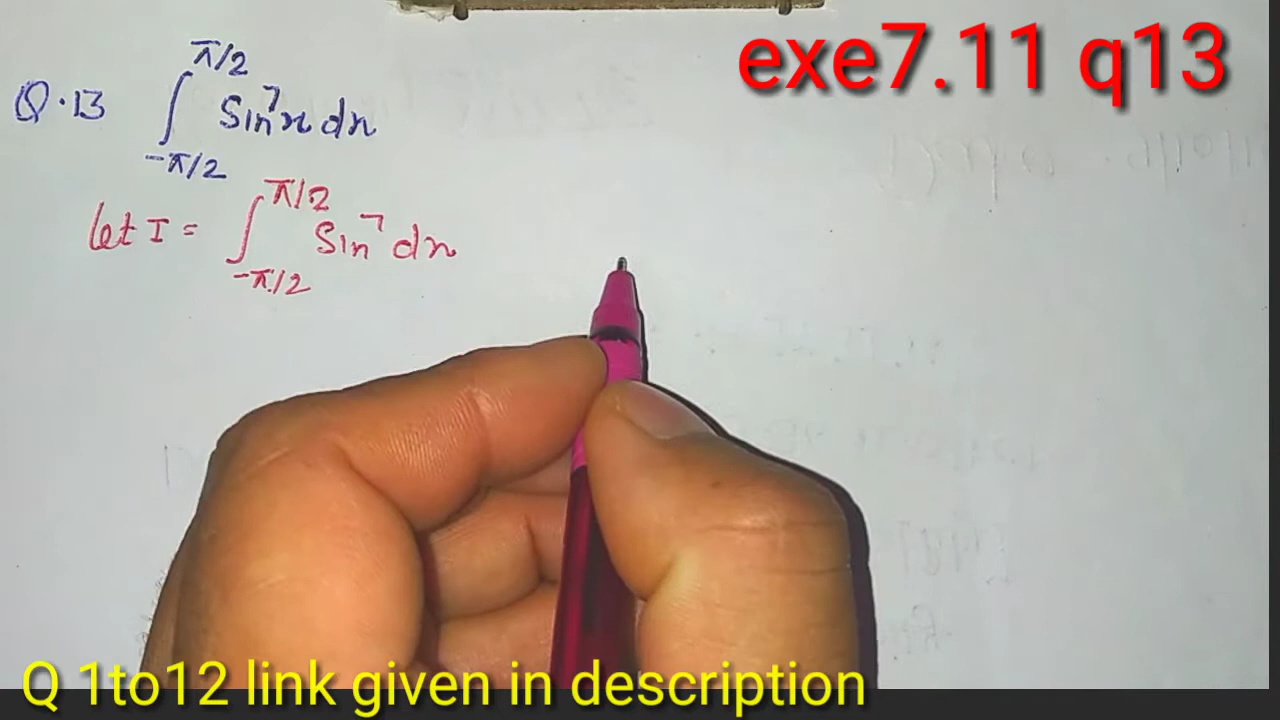 exe7.11 q13
Q.13 ∫_{-π/2}^{π/2} Sin⁷x dx
let I = ∫_{-π/2}^{π/2} Sin⁷ dx
Q 1to12 link given in description